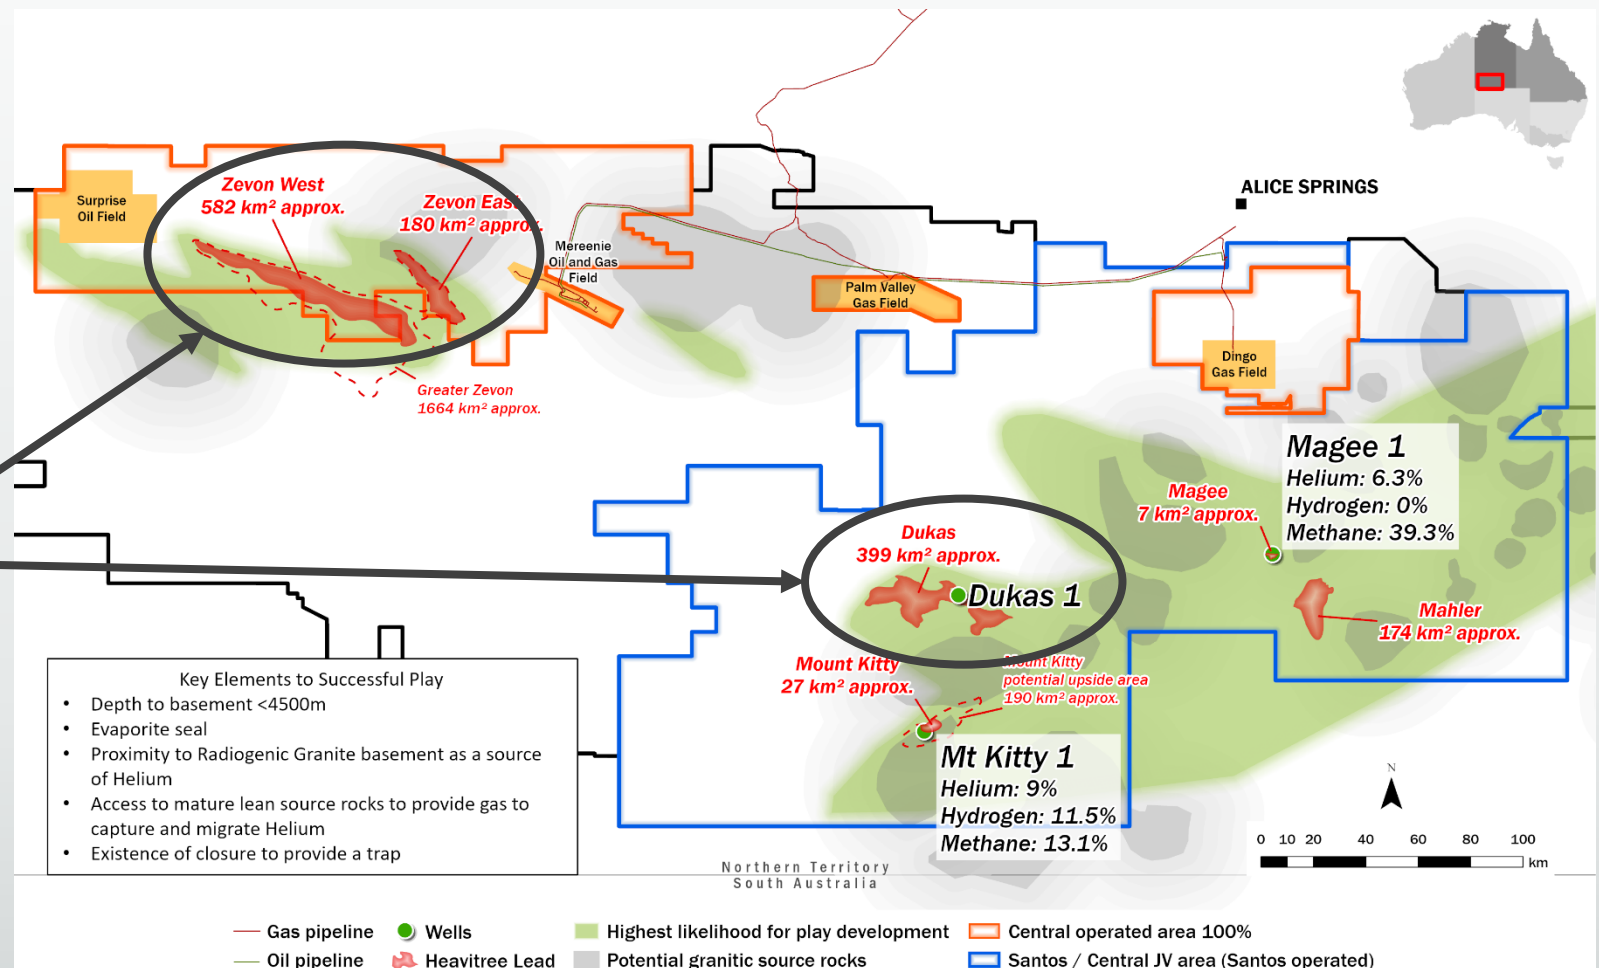 ALICE SPRINGS
Surprise
Oil Field
Zevon West
582 km² approx.
Zevon East
180 km² approx.
Mereenie
Oil and Gas
Field
Palm Valley
Gas Field
Dingo
Gas Field
Greater Zevon
1664 km² approx.
Magee 1
Helium: 6.3%
Hydrogen: 0%
Methane: 39.3%
Magee
7 km² approx.
Dukas
399 km² approx.
Dukas 1
Mahler
174 km² approx.
Mount Kitty
27 km² approx.
Mount Kitty
potential upside area
190 km² approx.
Mt Kitty 1
Helium: 9%
Hydrogen: 11.5%
Methane: 13.1%
Key Elements to Successful Play
• Depth to basement <4500m
• Evaporite seal
• Proximity to Radiogenic Granite basement as a source
of Helium
• Access to mature lean source rocks to provide gas to
capture and migrate Helium
• Existence of closure to provide a trap
N
0 10 20 40 60 80 100
km
Northern Territory
South Australia
Gas pipeline
Wells
Highest likelihood for play development
Central operated area 100%
Oil pipeline
Heavitree Lead
Potential granitic source rocks
Santos / Central JV area (Santos operated)